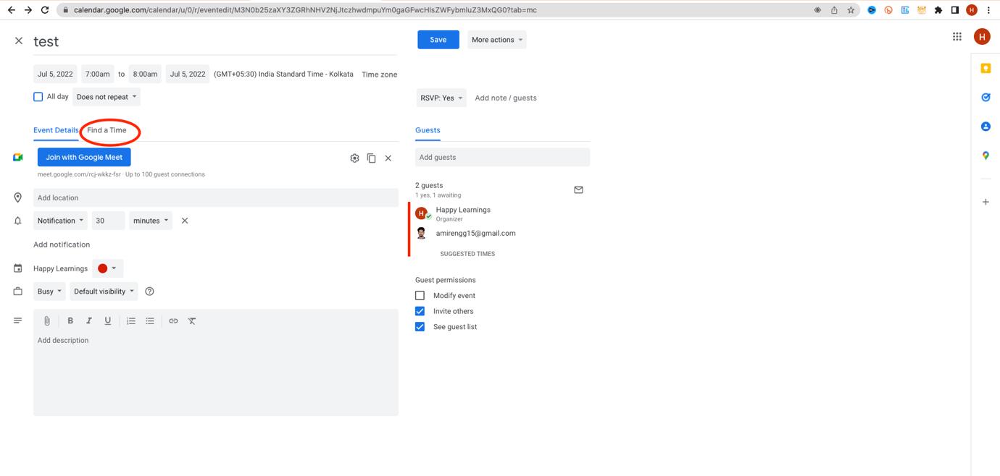 calendar.google.com/calendar/u/0/r/eventedit/M3N0b25zaXY3ZGRhNHV2NjJtczhwdmpuYm0gaGFwcHlsZWFybmluZ3MxQG0?tab=mc
H
test
Save
More actions
H
Jul 5, 2022 7:00am to 8:00am Jul 5, 2022 (GMT+05:30) India Standard Time - Kolkata Time zone
All day Does not repeat
RSVP: Yes Add note / guests
Event Details Find a Time
Guests
Join with Google Meet
meet.google.com/rcj-wkkz-fsr · Up to 100 guest connections
Add guests
2 guests
1 yes, 1 awaiting
Add location
H
Happy Learnings
Organizer
Notification 30 minutes
amirengg15@gmail.com
Add notification
SUGGESTED TIMES
Happy Learnings
Guest permissions
Busy Default visibility
Modify event
Invite others
See guest list
B I U
Add description